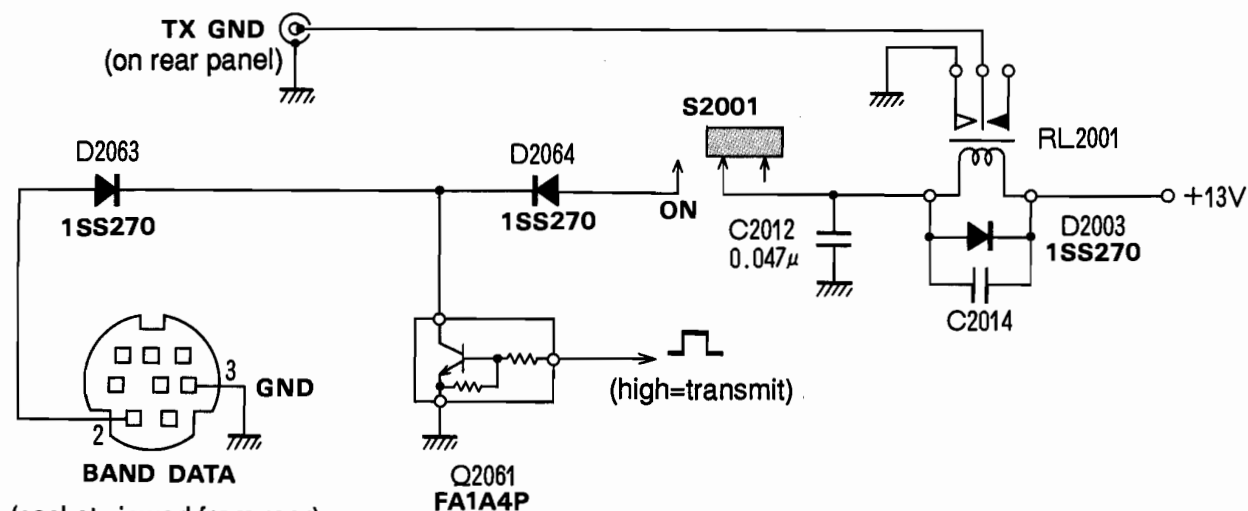 TX GND
(on rear panel)
S2001
RL2001
D2063
1SS270
D2064
1SS270
ON
+13V
C2012
0.047μ
D2003
1SS270
C2014
3
GND
2
BAND DATA
(high=transmit)
Q2061
FA1A4P